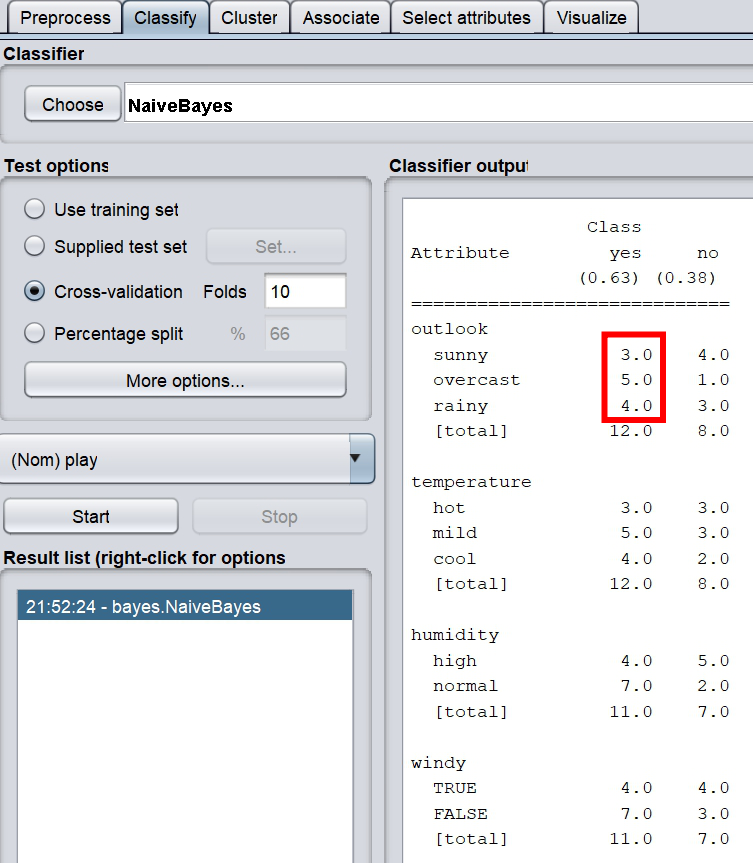 Preprocess Classify Cluster Associate Select attributes Visualize
Classifier
Choose NaiveBayes
Test options
Use training set
Supplied test set Set...
Cross-validation Folds 10
Percentage split % 66
More options...
(Nom) play
Start Stop
Result list (right-click for options
21:52:24 - bayes.NaiveBayes
Classifier output
Class
Attribute yes no
(0.63) (0.38)
=============================
outlook
sunny 3.0 4.0
overcast 5.0 1.0
rainy 4.0 3.0
[total] 12.0 8.0
temperature
hot 3.0 3.0
mild 5.0 3.0
cool 4.0 2.0
[total] 12.0 8.0
humidity
high 4.0 5.0
normal 7.0 2.0
[total] 11.0 7.0
windy
TRUE 4.0 4.0
FALSE 7.0 3.0
[total] 11.0 7.0